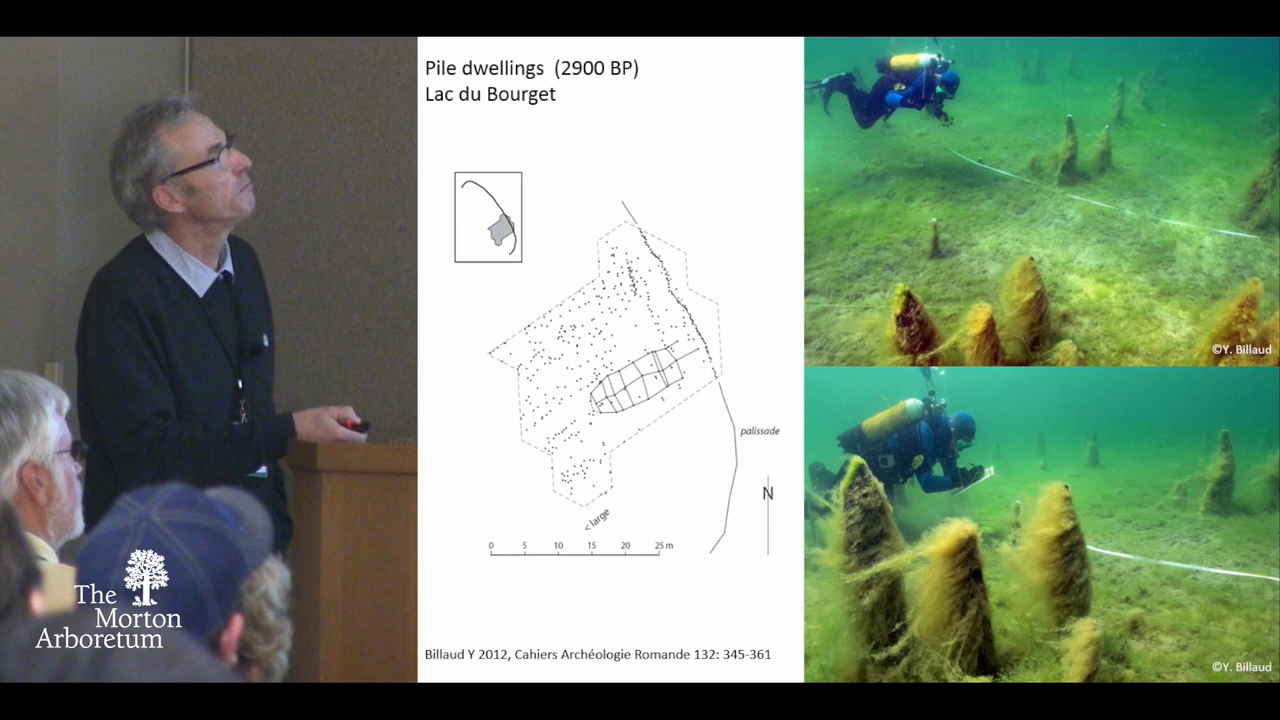 Pile dwellings (2900 BP)
Lac du Bourget
palissade
N
< large
0 5 10 15 20 25 m
Billaud Y 2012, Cahiers Archéologie Romande 132: 345-361
©Y. Billaud
©Y. Billaud
The
Morton
Arboretum